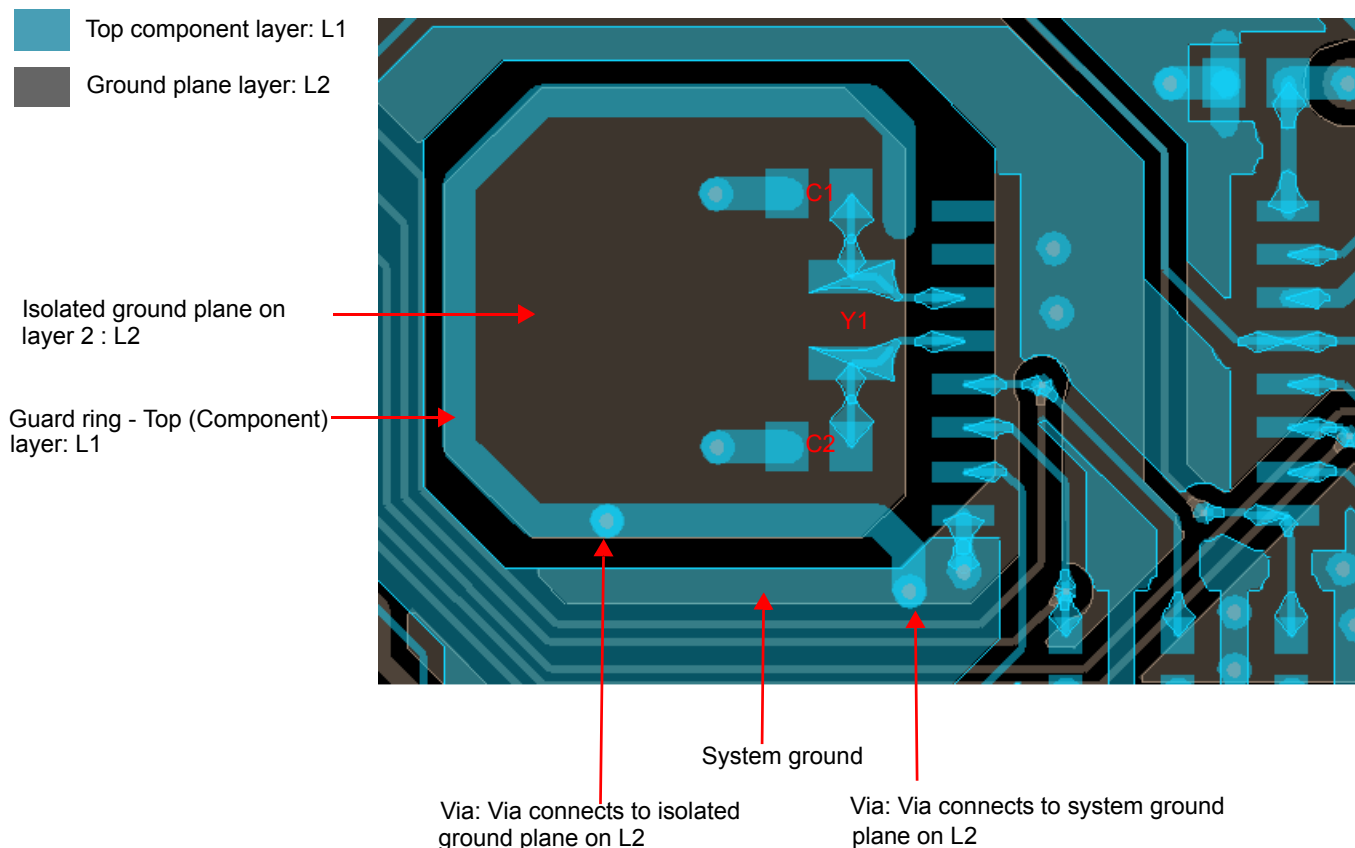 Top component layer: L1
Ground plane layer: L2
C1
Isolated ground plane on
layer 2 : L2
Y1
Guard ring - Top (Component)
layer: L1
C2
System ground
Via: Via connects to isolated
ground plane on L2
Via: Via connects to system ground
plane on L2